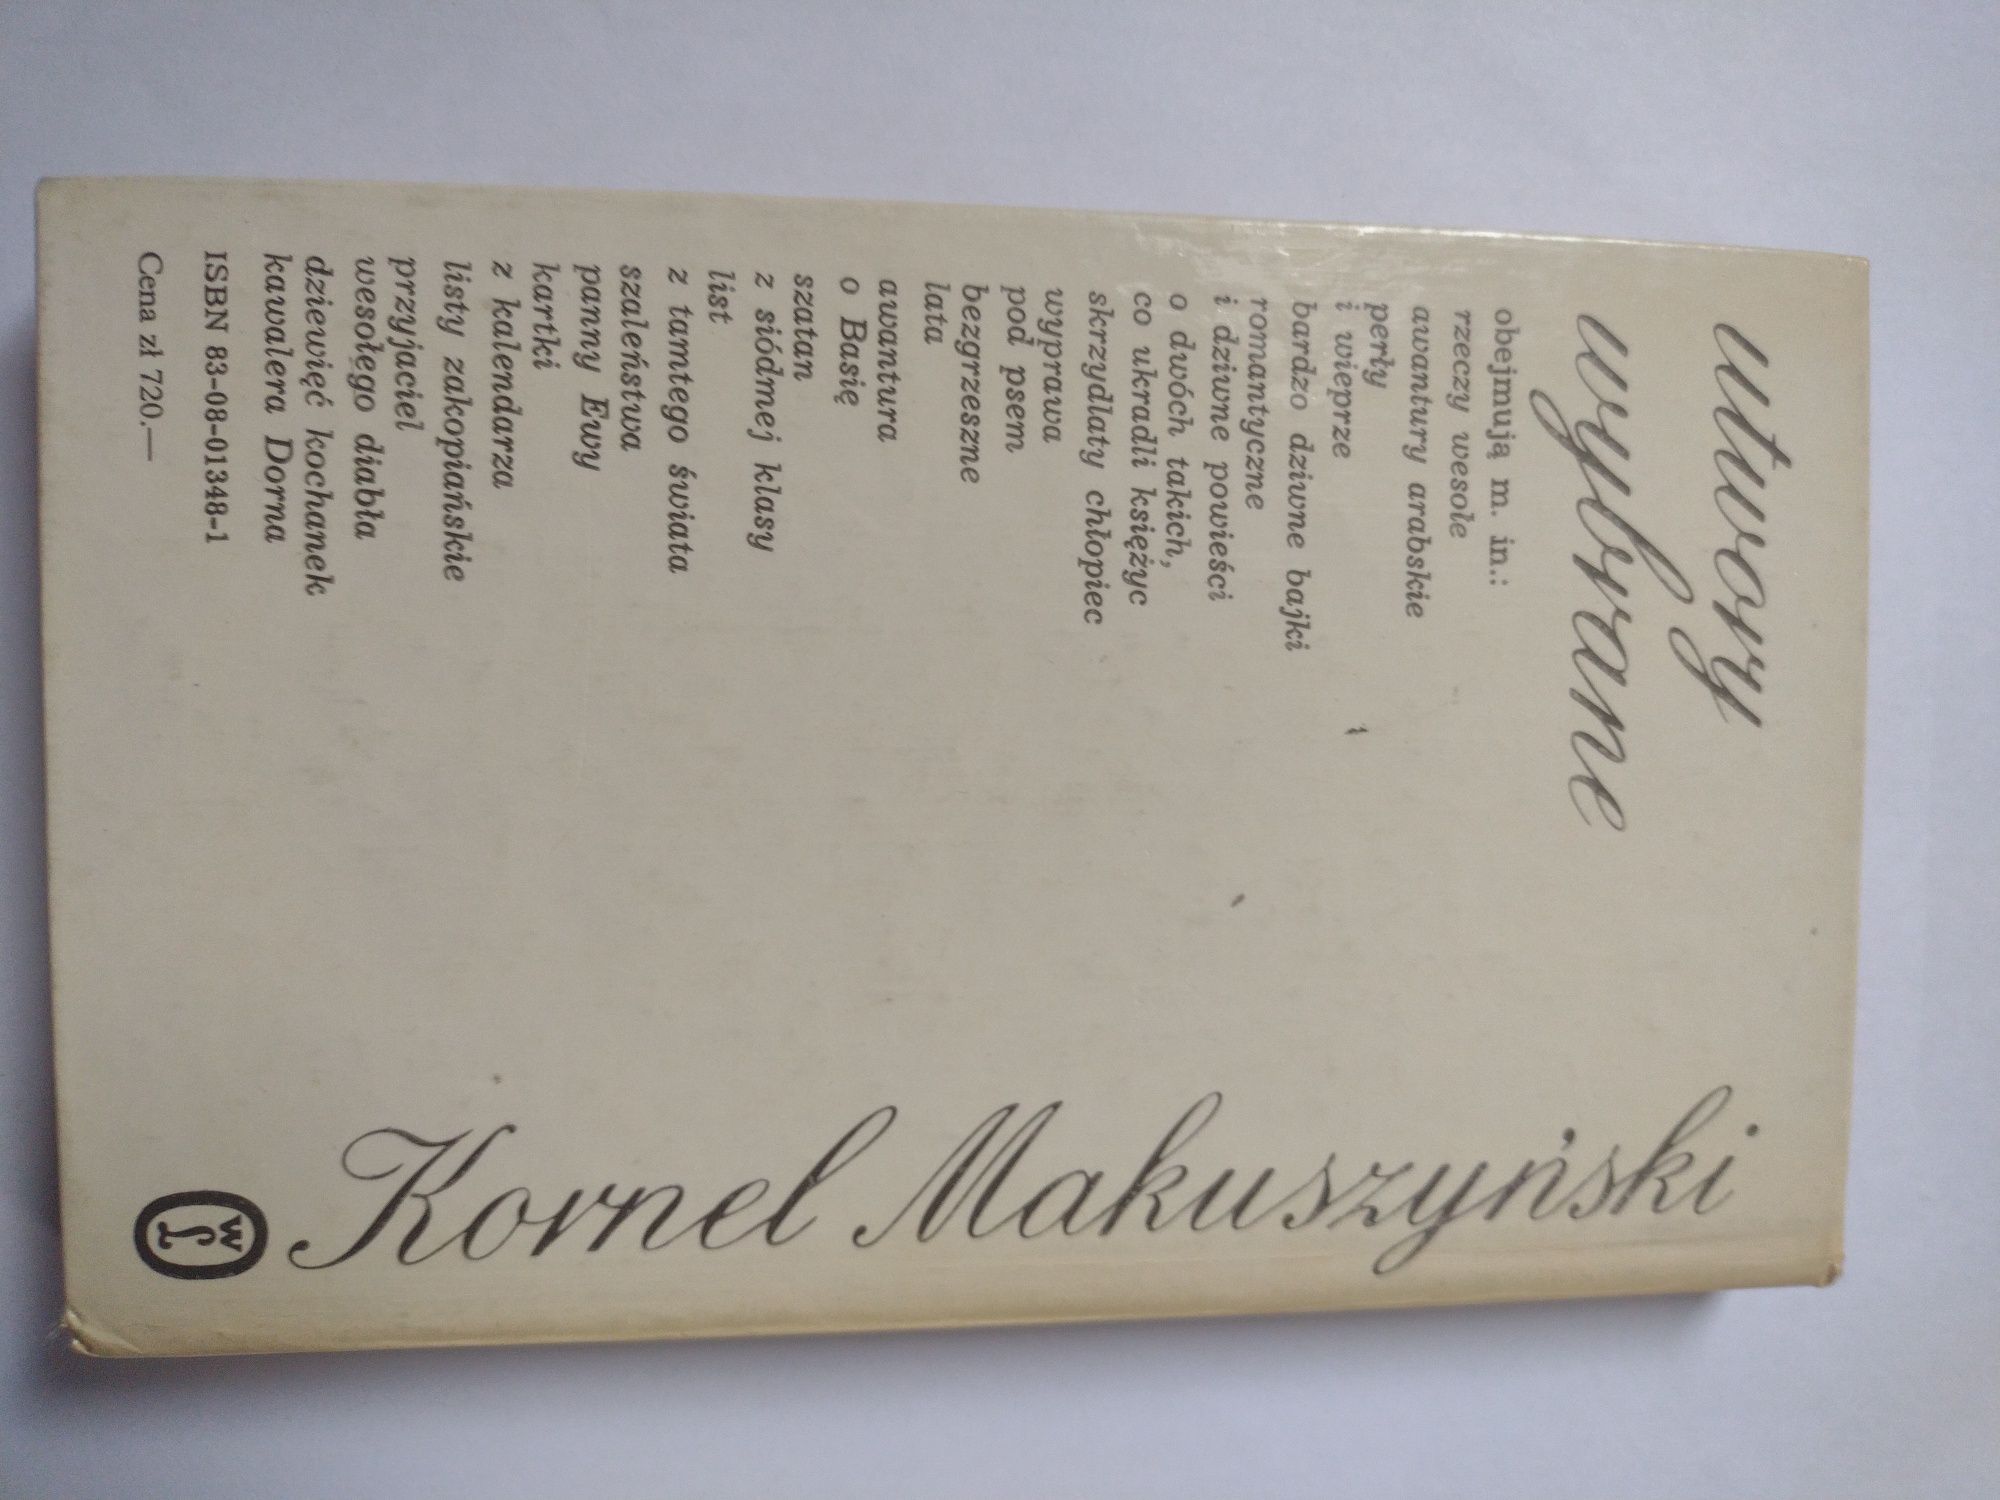 utwory
wybrane
obejmują m. in.:
rzeczy wesołe
awantury arabskie
perły
i wieprze
bardzo dziwne bajki
romantyczne
i dziwne powieści
o dwóch takich,
co ukradli księżyc
skrzydlaty chłopiec
wyprawa
pod psem
bezgrzeszne
lata
awantura
o Basię
szatan
z siódmej klasy
list
z tamtego świata
szaleństwa
panny Ewy
kartki
z kalendarza
listy zakopiańskie
przyjaciel
wesołego diabła
dziewięć kochanek
kawalera Dorna
ISBN 83-08-01348-1
Cena zł 720.—
Kornel Makuszyński
WL